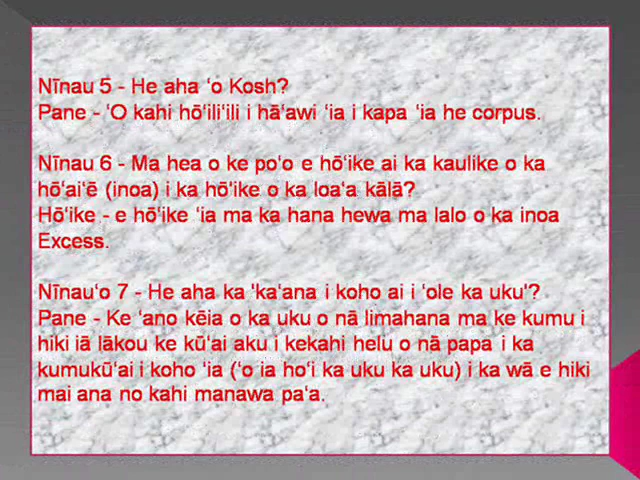 Nīnau 5 - He aha ʻo Kosh?
Pane - ʻO kahi hōʻiliʻili i hāʻawi ʻia i kapa ʻia he corpus.
Nīnau 6 - Ma hea o ke poʻo e hōʻike ai ka kaulike o ka
hōʻaiʻē (inoa) i ka hōʻike o ka loaʻa kālā?
Hōʻike - e hōʻike ʻia ma ka hana hewa ma lalo o ka inoa
Excess.
Nīnauʻo 7 - He aha ka 'kaʻana i koho ai i ʻole ka uku'?
Pane - Ke ʻano kēia o ka uku o nā limahana ma ke kumu i
hiki iā lākou ke kūʻai aku i kekahi helu o nā papa i ka
kumukūʻai i koho ʻia (ʻo ia hoʻi ka uku ka uku) i ka wā e hiki
mai ana no kahi manawa paʻa.